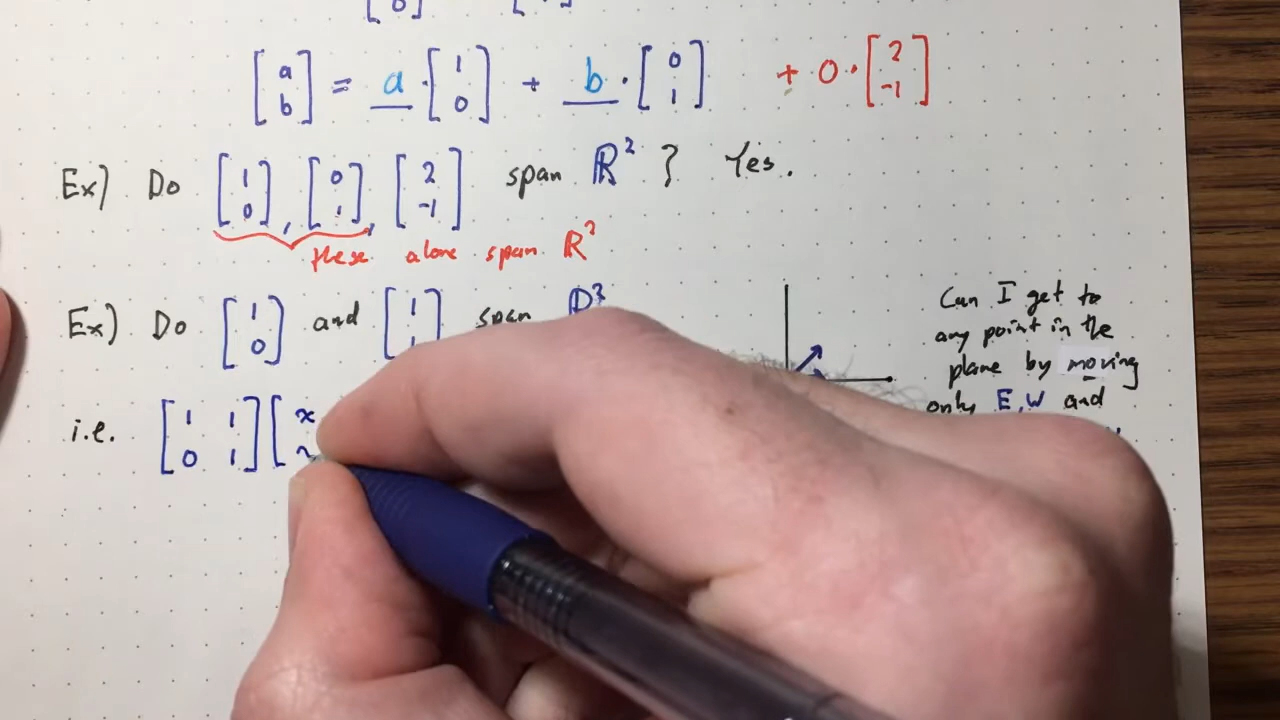 [a b] = a · [1 0] + b · [0 1] + 0 · [2 -1]
Ex) Do [1 0], [0 1], [2 -1] span ℝ² ? Yes.
these alone span ℝ²
Ex) Do [1 0] and [1 span
i.e. [1 1 0 1] [x
Can I get to
any point in the
plane by moving
only E, W and